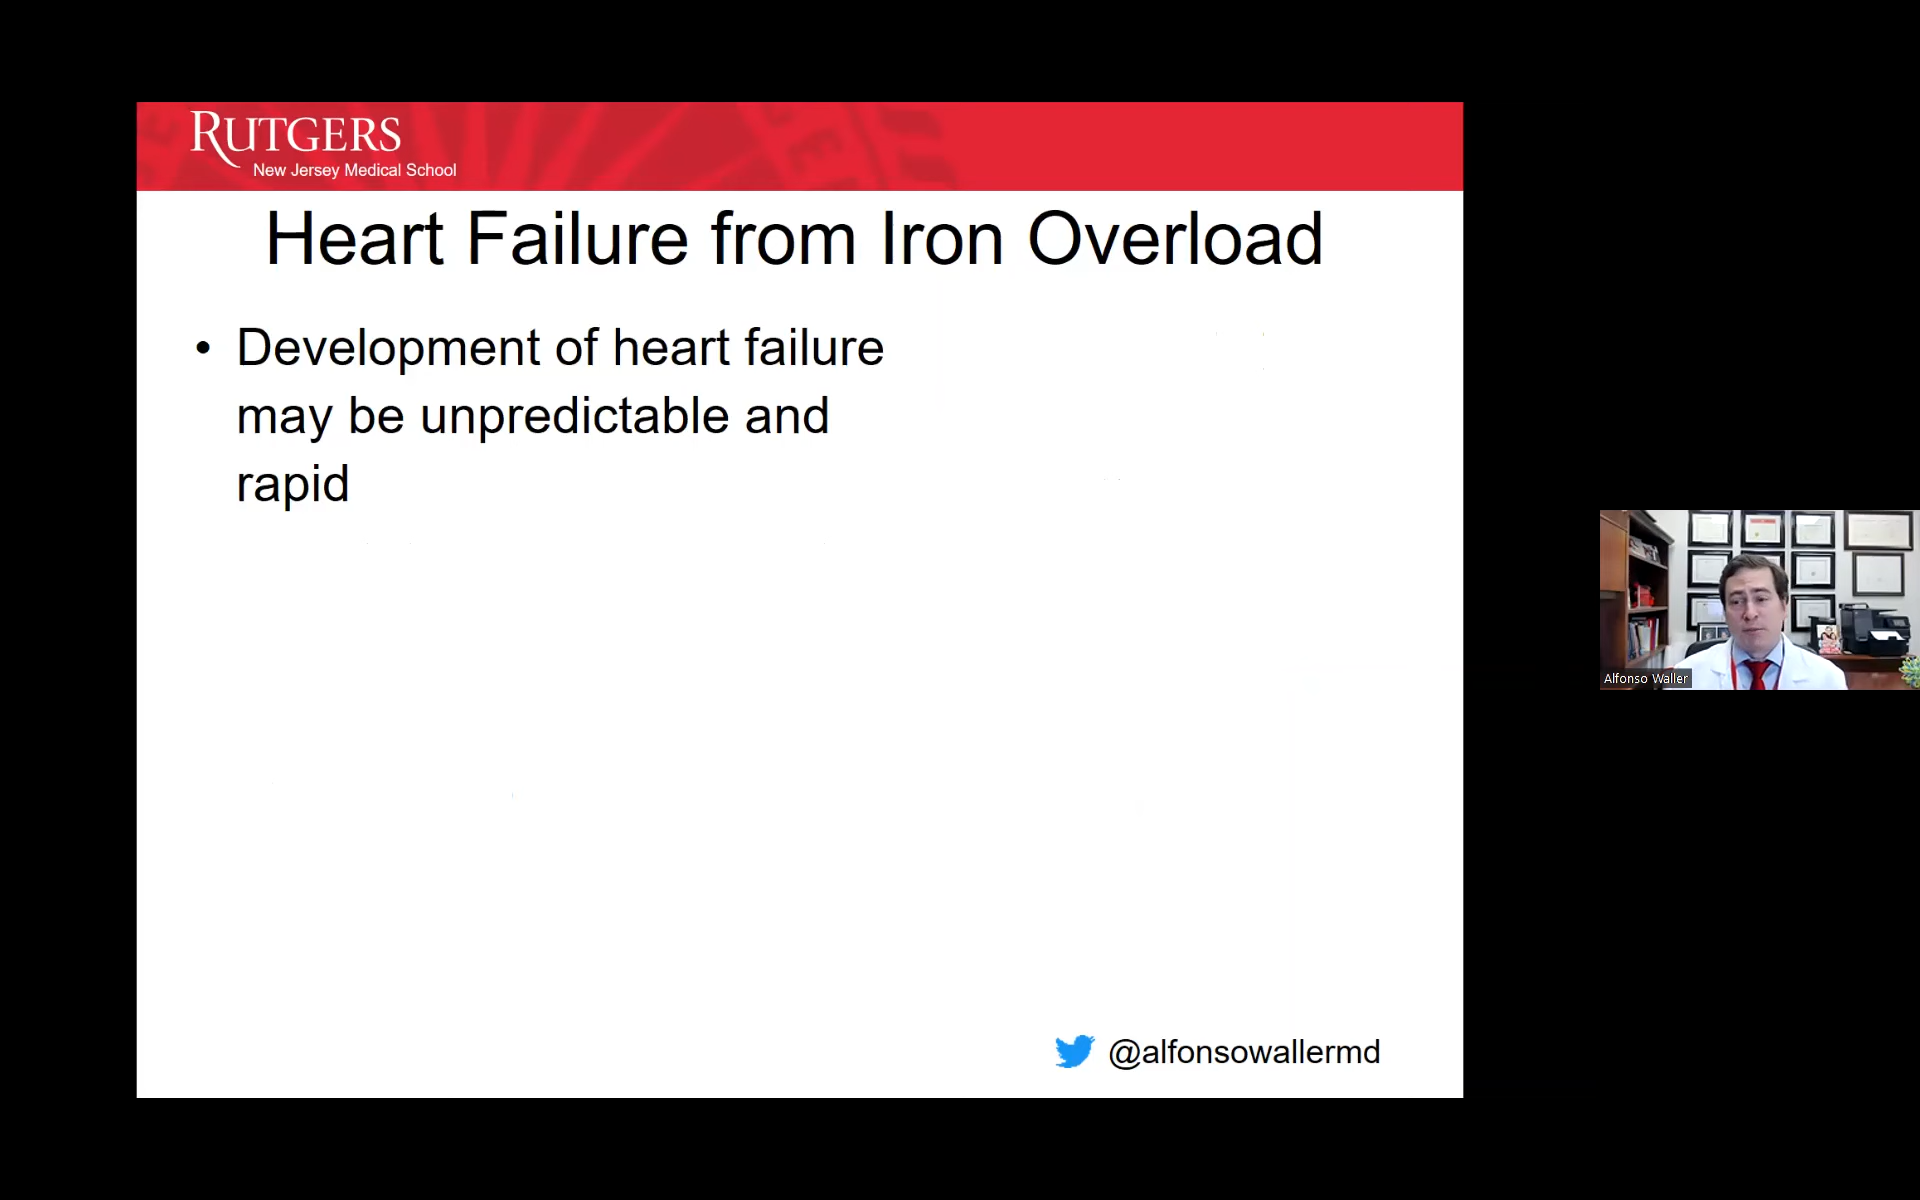 RUTGERS
New Jersey Medical School
Heart Failure from Iron Overload
• Development of heart failure
may be unpredictable and
rapid
@alfonsowallermd
Alfonso Waller